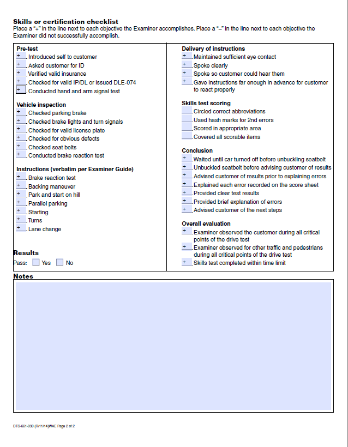 Skills or certification checklist
Place a "+" in the line next to each objective the Examiner accomplishes. Place a "-" in the line next to each objective the
Examiner did not successfully accomplish.
Pre-test
+ Introduced self to customer
+ Asked customer for ID
+ Verified valid insurance
+ Checked for valid IP/DL or issued DLE-074
+ Conducted hand and arm signal test
Vehicle inspection
+ Checked parking brake
+ Checked brake lights and turn signals
+ Checked for valid license plate
+ Checked for obvious defects
+ Checked seat belts
+ Conducted brake reaction test
Instructions (verbatim per Examiner Guide)
+ Brake reaction test
+ Backing maneuver
+ Park and start on hill
+ Parallel parking
+ Starting
+ Turns
+ Lane change
Results
Pass: Yes No
Delivery of Instructions
+ Maintained sufficient eye contact
+ Spoke clearly
+ Spoke so customer could hear them
+ Gave instructions far enough in advance for customer
to react properly
Skills test scoring
Circled correct abbreviations
Used hash marks for 2nd errors
Scored in appropriate area
Covered all scorable items
Conclusion
+ Waited until car turned off before unbuckling seatbelt
+ Unbuckled seatbelt before advising customer of results
+ Advised customer of results prior to explaining errors
+ Explained each error recorded on the score sheet
+ Provided clear test results
+ Provided brief explanation of errors
+ Advised customer of the next steps
Overall evaluation
+ Examiner observed the customer during all critical
points of the drive test
+ Examiner observed for other traffic and pedestrians
during all critical points of the drive test
+ Skills test completed within time limit
Notes
Page 2 of 2